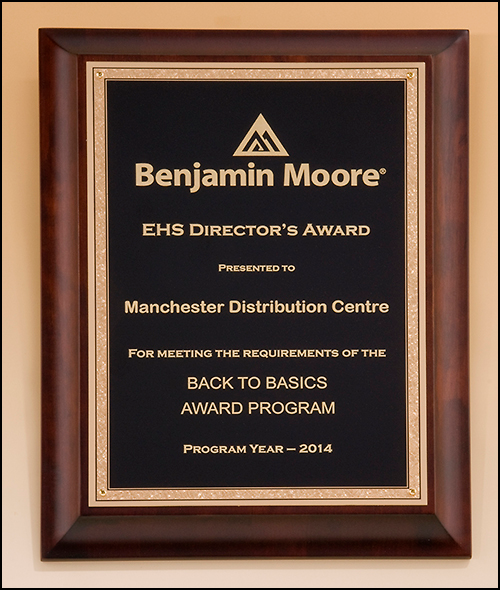 Benjamin Moore®
EHS DIRECTOR'S AWARD
PRESENTED TO
Manchester Distribution Centre
FOR MEETING THE REQUIREMENTS OF THE
BACK TO BASICS
AWARD PROGRAM
PROGRAM YEAR – 2014